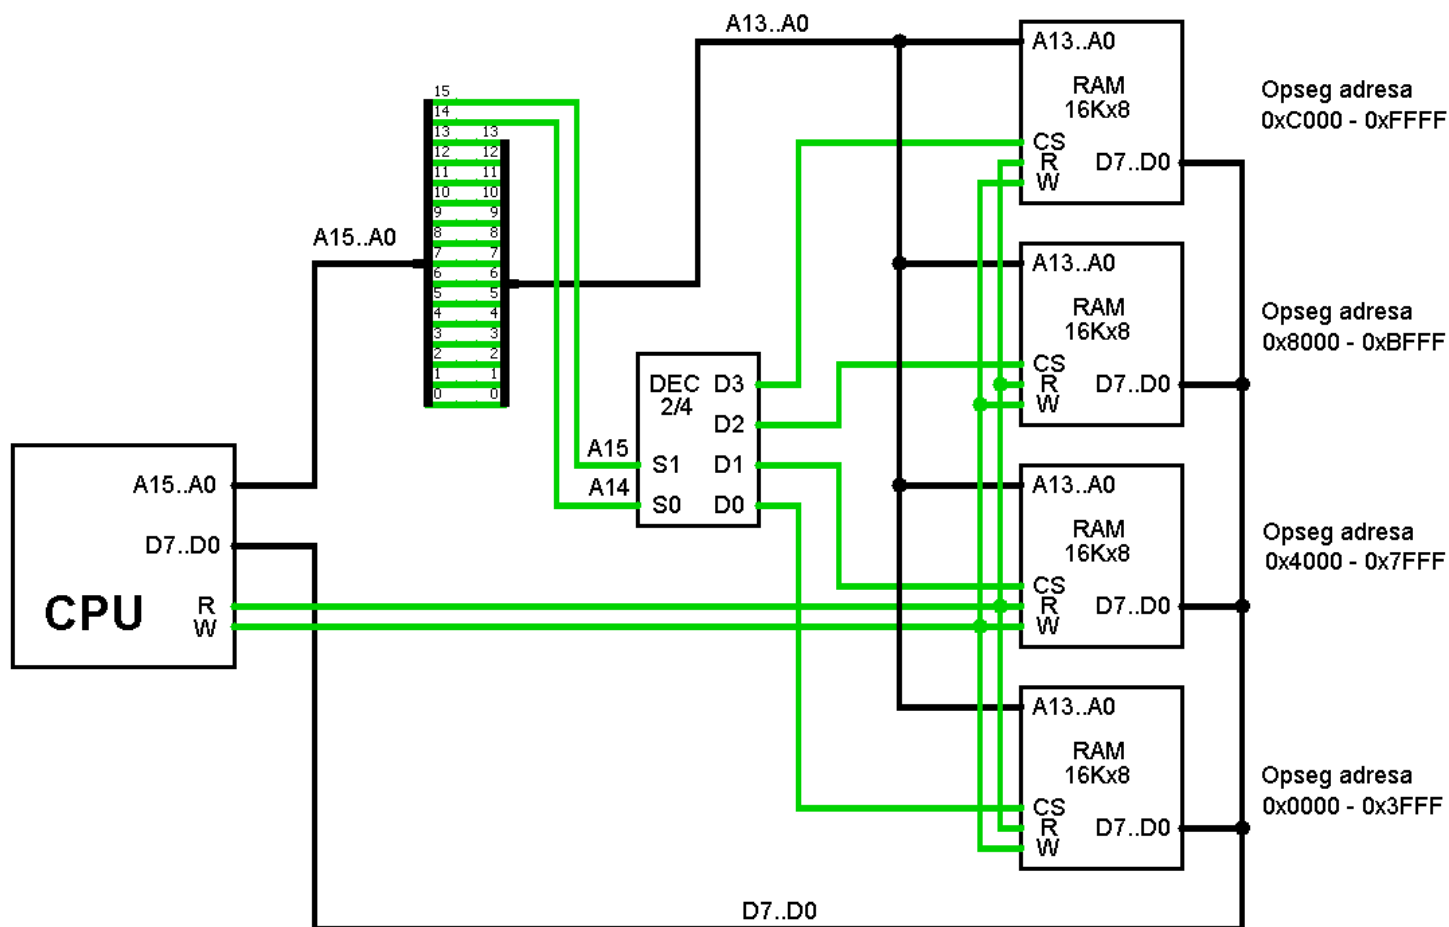 A13..A0
15
14
13 13
12 12
11 11
10 10
9 9
8 8
7 7
6 6
5 5
4 4
3 3
2 2
1 1
0 0
A15..A0
A13..A0
RAM
16Kx8
CS
R
W
D7..D0
Opseg adresa
0xC000 - 0xFFFF
A13..A0
RAM
16Kx8
CS
R
W
D7..D0
Opseg adresa
0x8000 - 0xBFFF
DEC
2/4
D3
D2
D1
D0
A15
S1
A14
S0
A15..A0
D7..D0
CPU
R
W
A13..A0
RAM
16Kx8
CS
R
W
D7..D0
Opseg adresa
0x4000 - 0x7FFF
A13..A0
RAM
16Kx8
CS
R
W
D7..D0
Opseg adresa
0x0000 - 0x3FFF
D7..D0